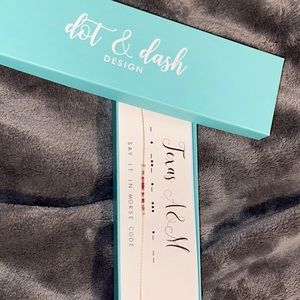 dot & dash
DESIGN
Texas A&M
SAY IT IN MORSE CODE